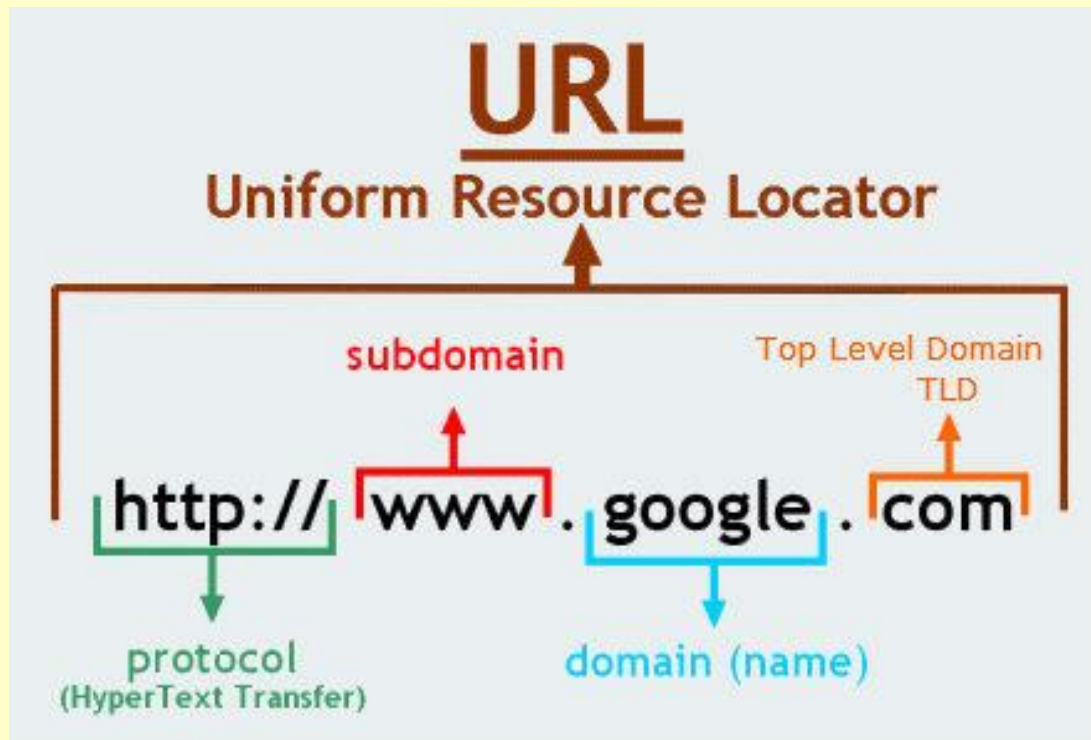 URL
Uniform Resource Locator
subdomain
Top Level Domain
TLD
http:// www . google . com
protocol
(HyperText Transfer)
domain (name)